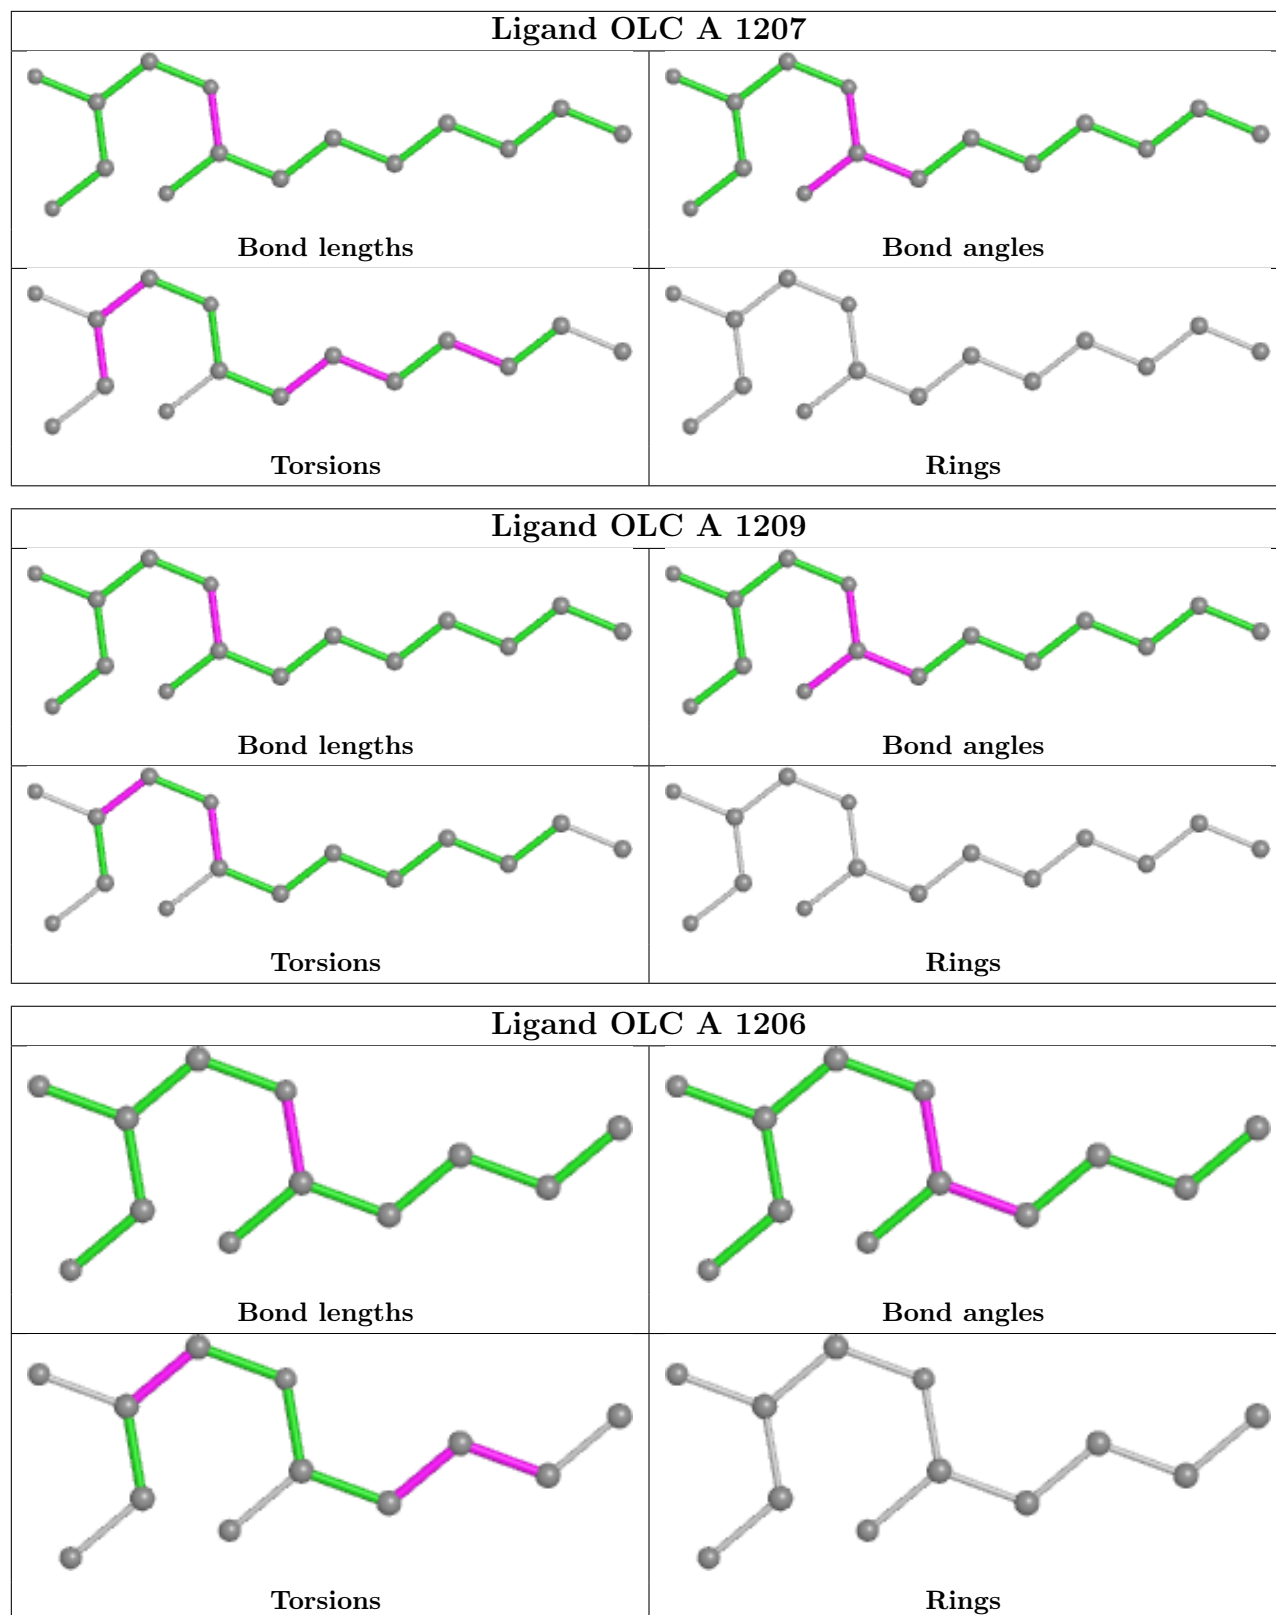 Ligand OLC A 1207
Bond lengths
Bond angles
Torsions
Rings
Ligand OLC A 1209
Bond lengths
Bond angles
Torsions
Rings
Ligand OLC A 1206
Bond lengths
Bond angles
Torsions
Rings